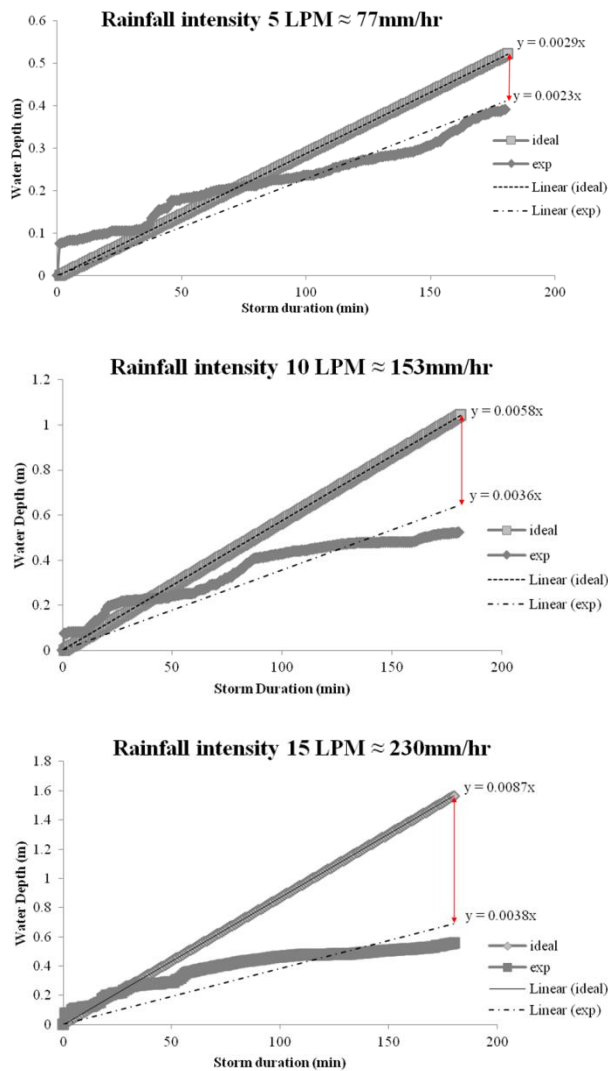 Rainfall intensity 5 LPM ≈ 77mm/hr
0.6
0.5
0.4
0.3
0.2
0.1
0
Water Depth (m)
y = 0.0029x
y = 0.0023x
ideal
exp
Linear (ideal)
Linear (exp)
0 50 100 150 200
Storm duration (min)
Rainfall intensity 10 LPM ≈ 153mm/hr
1.2
1
0.8
0.6
0.4
0.2
0
Water Depth (m)
y = 0.0058x
y = 0.0036x
ideal
exp
Linear (ideal)
Linear (exp)
0 50 100 150 200
Storm Duration (min)
Rainfall intensity 15 LPM ≈ 230mm/hr
1.8
1.6
1.4
1.2
1
0.8
0.6
0.4
0.2
0
Water Depth (m)
y = 0.0087x
y = 0.0038x
ideal
exp
Linear (ideal)
Linear (exp)
0 50 100 150 200
Storm duration (min)